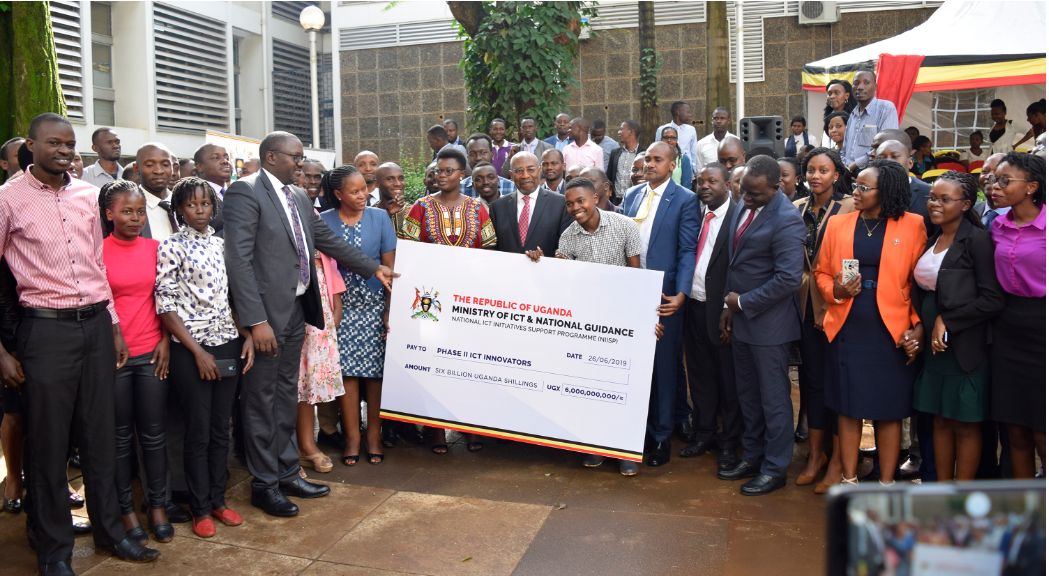 THE REPUBLIC OF UGANDA
MINISTRY OF ICT & NATIONAL GUIDANCE
NATIONAL ICT INITIATIVES SUPPORT PROGRAMME (NIISP)
PAY TO PHASE II ICT INNOVATORS DATE 26/06/2019
AMOUNT SIX BILLION UGANDA SHILLINGS UGX 6,000,000,000/=